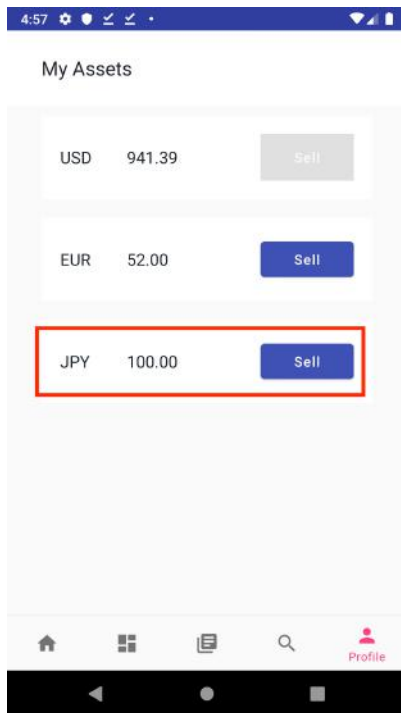 4:57
My Assets
USD 941.39 Sell
EUR 52.00 Sell
JPY 100.00 Sell
Profile